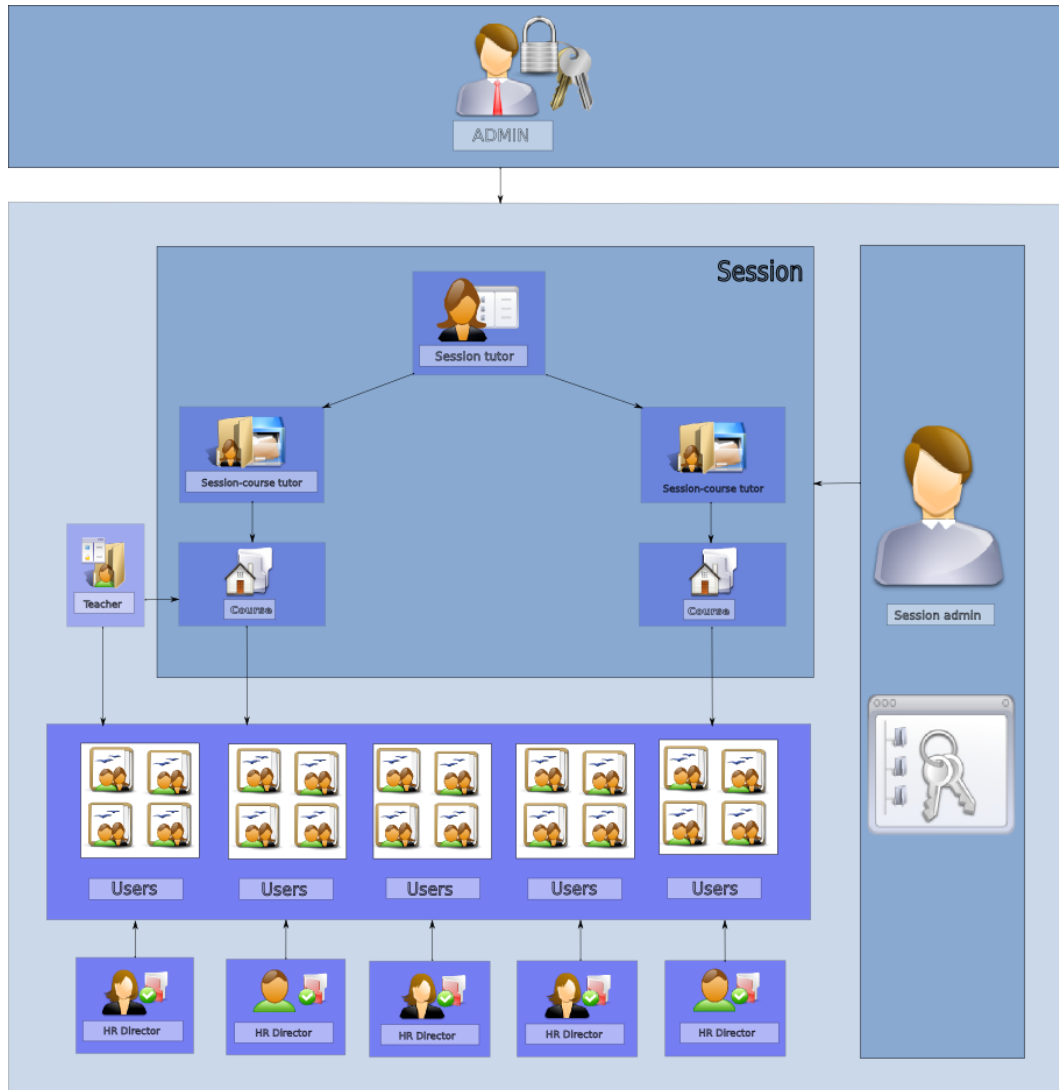 ADMIN
Session
Session tutor
Session-course tutor
Session-course tutor
Teacher
Course
Course
Session admin
Users
Users
Users
Users
Users
HR Director
HR Director
HR Director
HR Director
HR Director